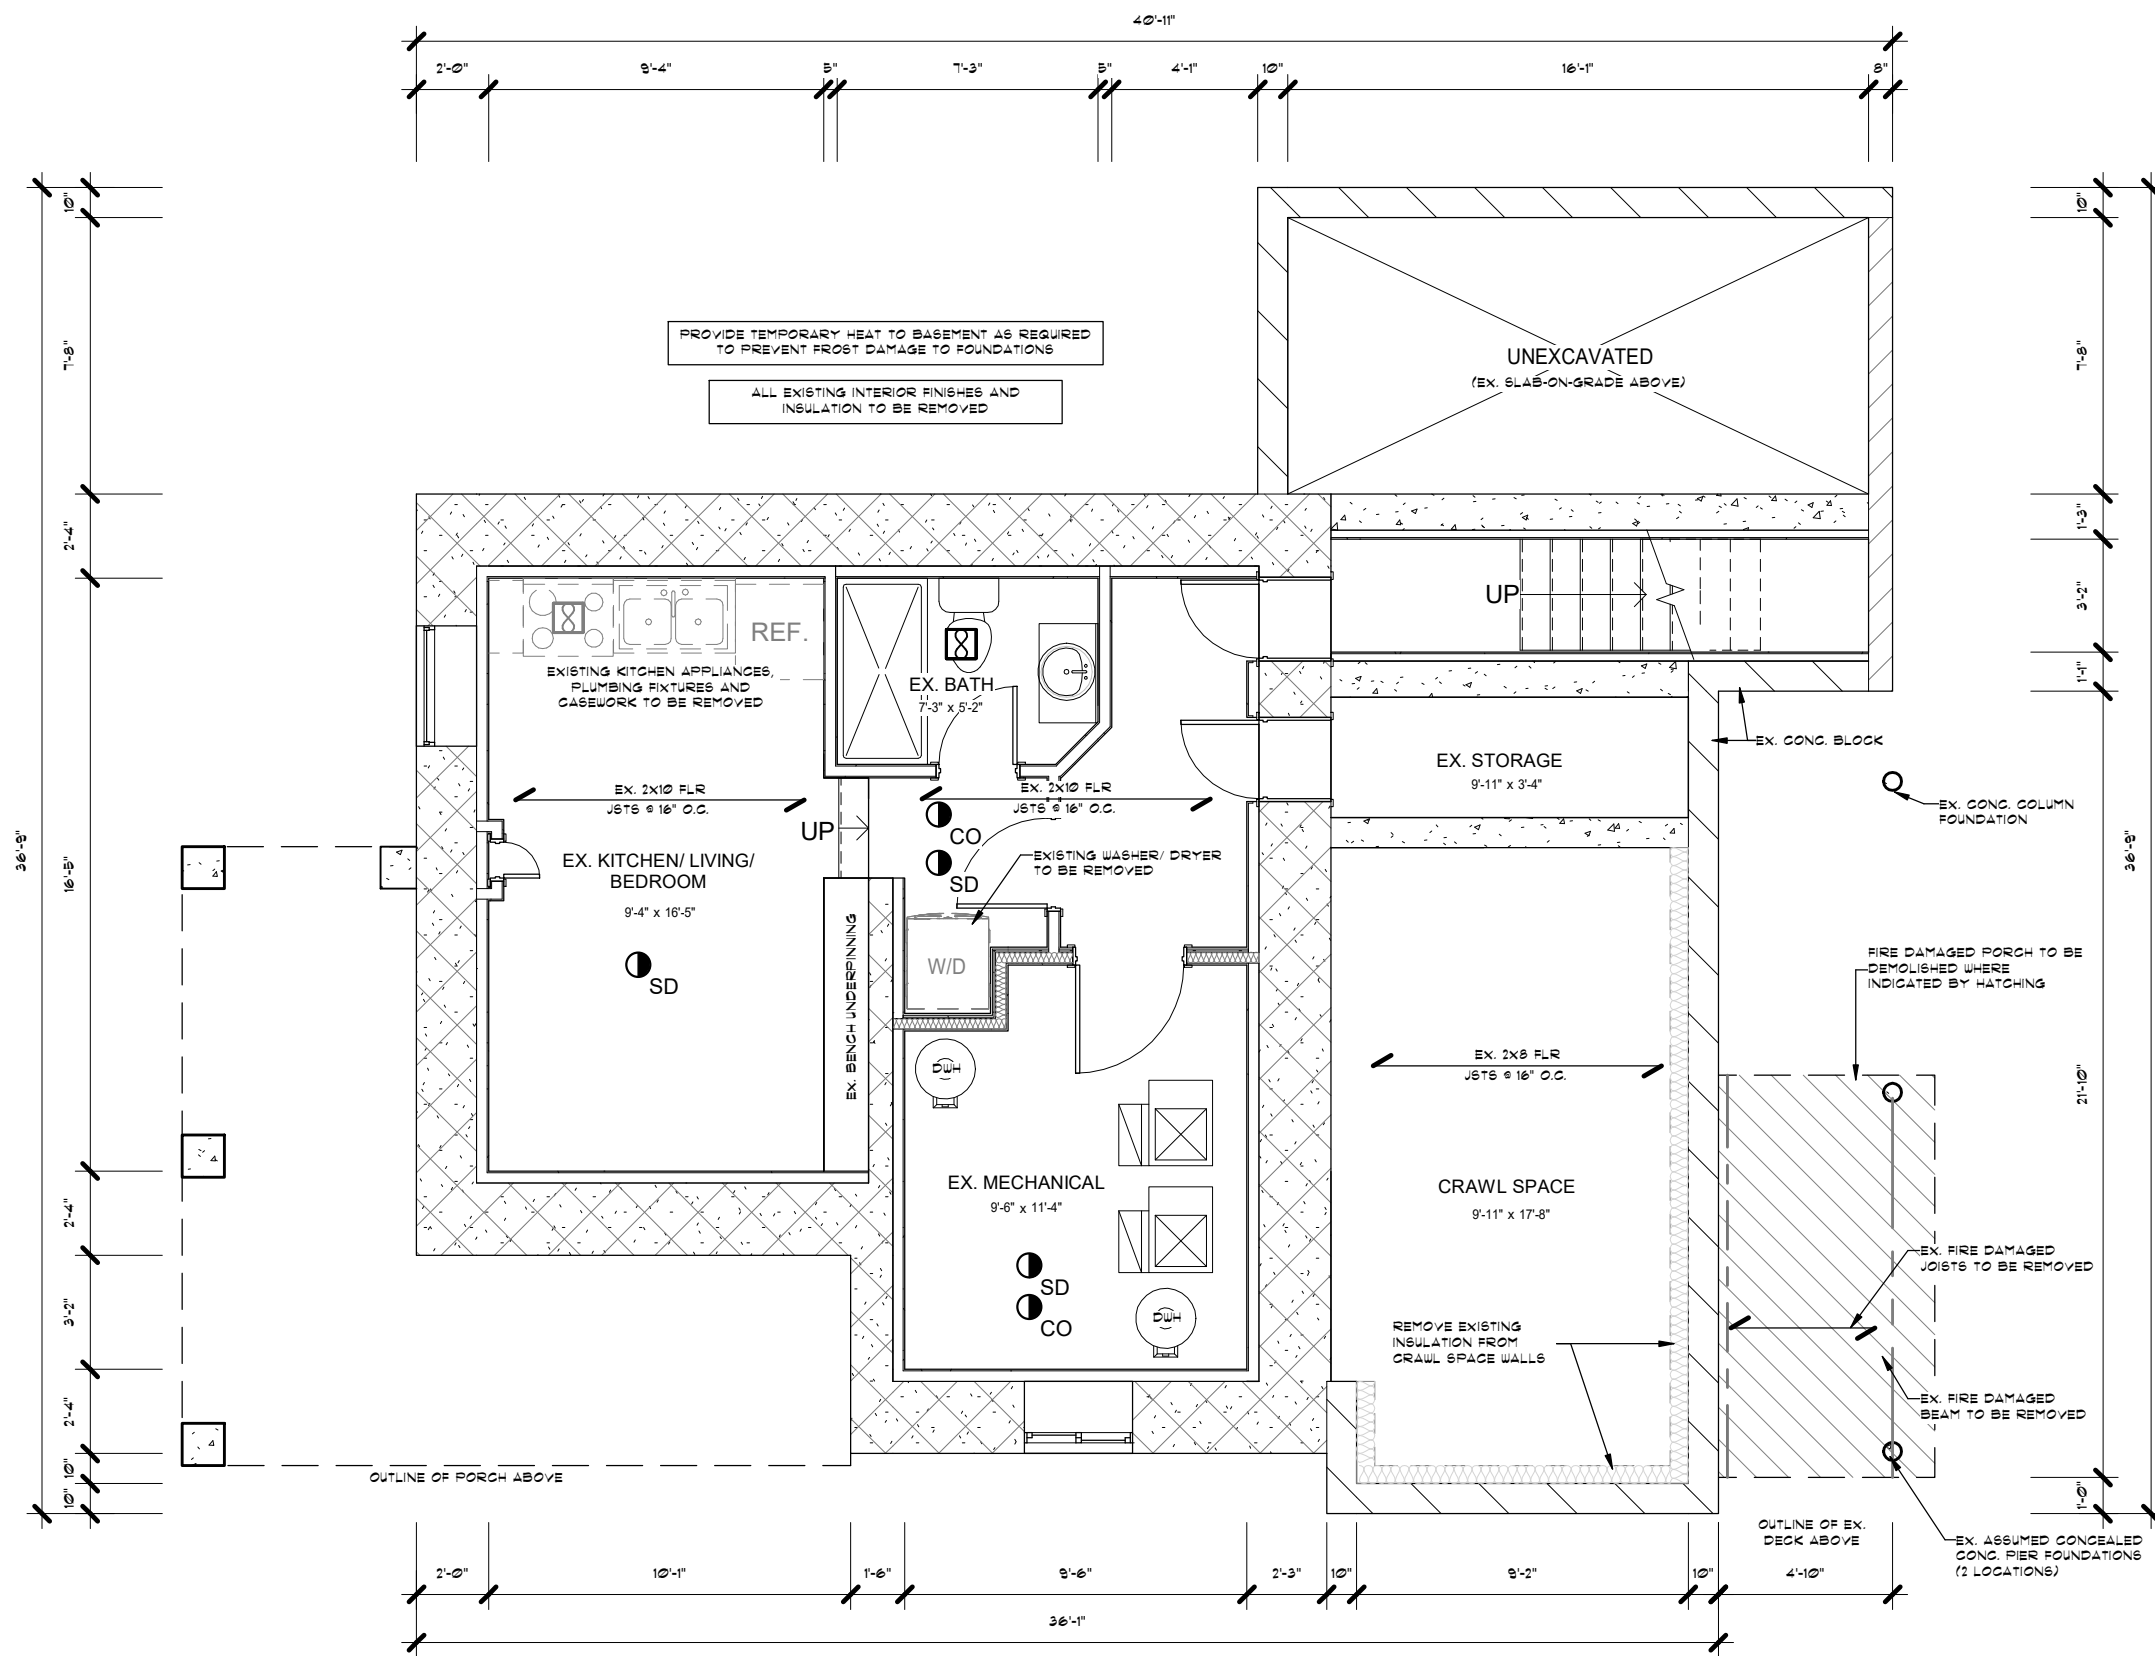 40'-11"
2'-0" 9'-4" 5" 7'-3" 5" 4'-1" 10" 16'-1" 8"
10"
10"
PROVIDE TEMPORARY HEAT TO BASEMENT AS REQUIRED
TO PREVENT FROST DAMAGE TO FOUNDATIONS
7'-8"
7'-8"
UNEXCAVATED
(EX. SLAB-ON-GRADE ABOVE)
ALL EXISTING INTERIOR FINISHES AND
INSULATION TO BE REMOVED
2'-4"
1'-3"
UP
3'-2"
REF.
EXISTING KITCHEN APPLIANCES,
PLUMBING FIXTURES AND
CASEWORK TO BE REMOVED
EX. BATH
7'-3" x 5'-2"
1'-1"
EX. CONC. BLOCK
EX. STORAGE
9'-11" x 3'-4"
EX. 2X10 FLR
JSTS @ 16" O.C.
EX. 2X10 FLR
JSTS @ 16" O.C.
EX. CONC. COLUMN
FOUNDATION
UP
CO
36'-9"
16'-5"
36'-9"
EX. KITCHEN/ LIVING/
BEDROOM
9'-4" x 16'-5"
SD
EXISTING WASHER/ DRYER
TO BE REMOVED
EX. BENCH UNDERPINNING
W/D
SD
FIRE DAMAGED PORCH TO BE
DEMOLISHED WHERE
INDICATED BY HATCHING
DWH
EX. 2X8 FLR
JSTS @ 16" O.C.
21'-10"
EX. MECHANICAL
9'-6" x 11'-4"
CRAWL SPACE
9'-11" x 17'-8"
2'-4"
EX. FIRE DAMAGED
JOISTS TO BE REMOVED
SD
CO
DWH
3'-2"
REMOVE EXISTING
INSULATION FROM
CRAWL SPACE WALLS
EX. FIRE DAMAGED
BEAM TO BE REMOVED
2'-4"
OUTLINE OF PORCH ABOVE
10"
10"
1'-0"
OUTLINE OF EX.
DECK ABOVE
EX. ASSUMED CONCEALED
CONC. PIER FOUNDATIONS
(2 LOCATIONS)
2'-0" 10'-1" 1'-6" 9'-6" 2'-3" 10" 9'-2" 10" 4'-10"
36'-1"